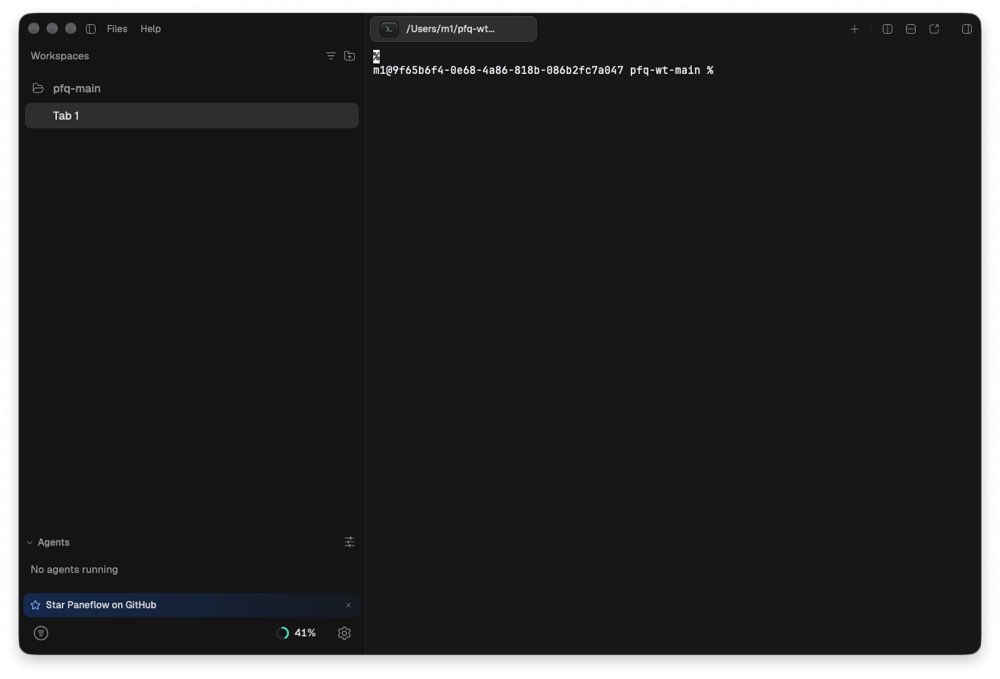 Files Help
/Users/m1/pfq-wt…
Workspaces
pfq-main
Tab 1
%
m1@9f65b6f4-0e68-4a86-818b-086b2fc7a047 pfq-wt-main %
Agents
No agents running
Star Paneflow on GitHub
41%